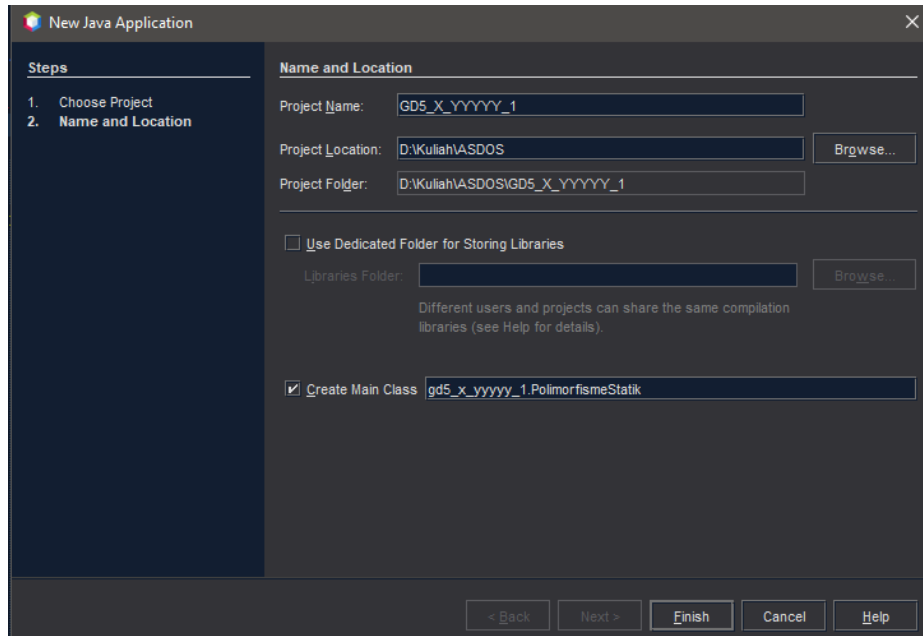 New Java Application
Steps
1. Choose Project
2. Name and Location
Name and Location
Project Name: GD5_X_YYYYY_1
Project Location: D:\Kuliah\ASDOS Browse...
Project Folder: D:\Kuliah\ASDOS\GD5_X_YYYYY_1
Use Dedicated Folder for Storing Libraries
Libraries Folder: Browse...
Different users and projects can share the same compilation
libraries (see Help for details).
Create Main Class gd5_x_yyyyy_1.PolimorfismeStatik
< Back Next > Finish Cancel Help